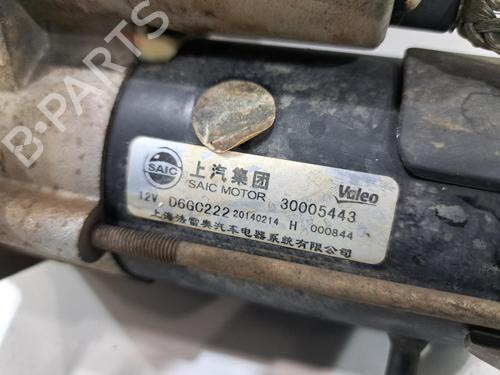 B-PARTS
SAIC
上汽集团
SAIC MOTOR
Valeo
30005443
12V D6GC222 20140214 H 000844
上海法雷奥汽车电器系统有限公司